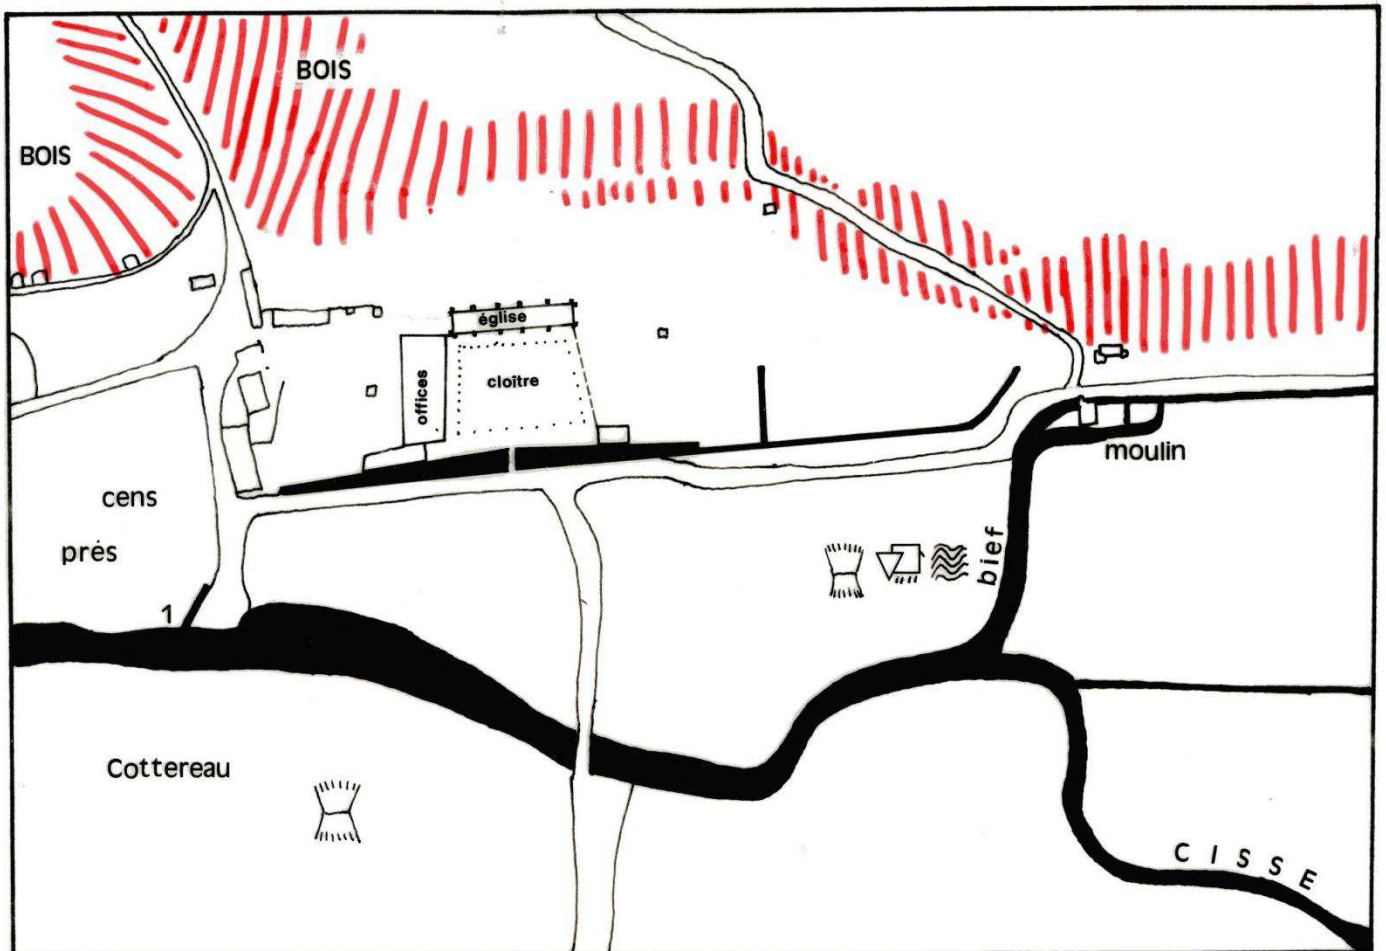 BOIS
BOIS
église
offices
cloître
moulin
cens
prés
bief
1
Cottereau
CISSE